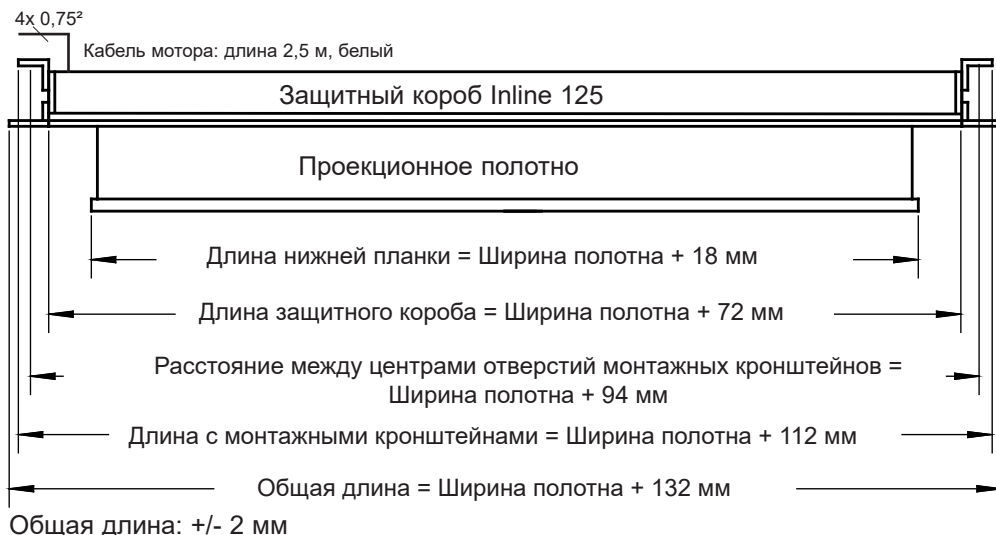 4x 0,75²
Кабель мотора: длина 2,5 м, белый
Защитный короб Inline 125
Проекционное полотно
Длина нижней планки = Ширина полотна + 18 мм
Длина защитного короба = Ширина полотна + 72 мм
Расстояние между центрами отверстий монтажных кронштейнов =
Ширина полотна + 94 мм
Длина с монтажными кронштейнами = Ширина полотна + 112 мм
Общая длина = Ширина полотна + 132 мм
Общая длина: +/- 2 мм